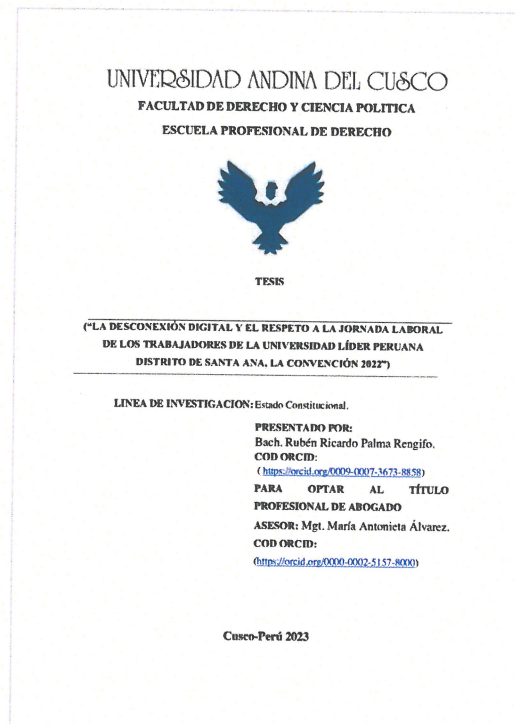 UNIVERSIDAD ANDINA DEL CUSCO
FACULTAD DE DERECHO Y CIENCIA POLITICA
ESCUELA PROFESIONAL DE DERECHO
TESIS
("LA DESCONEXIÓN DIGITAL Y EL RESPETO A LA JORNADA LABORAL
DE LOS TRABAJADORES DE LA UNIVERSIDAD LÍDER PERUANA
DISTRITO DE SANTA ANA, LA CONVENCIÓN 2022")
LINEA DE INVESTIGACION: Estado Constitucional.
PRESENTADO POR:
Bach. Rubén Ricardo Palma Rengifo.
COD ORCID:
( https://orcid.org/0009-0007-3673-8858)
PARA OPTAR AL TÍTULO
PROFESIONAL DE ABOGADO
ASESOR: Mgt. María Antonieta Álvarez.
COD ORCID:
(https://orcid.org/0000-0002-5157-8000)
Cusco-Perú 2023